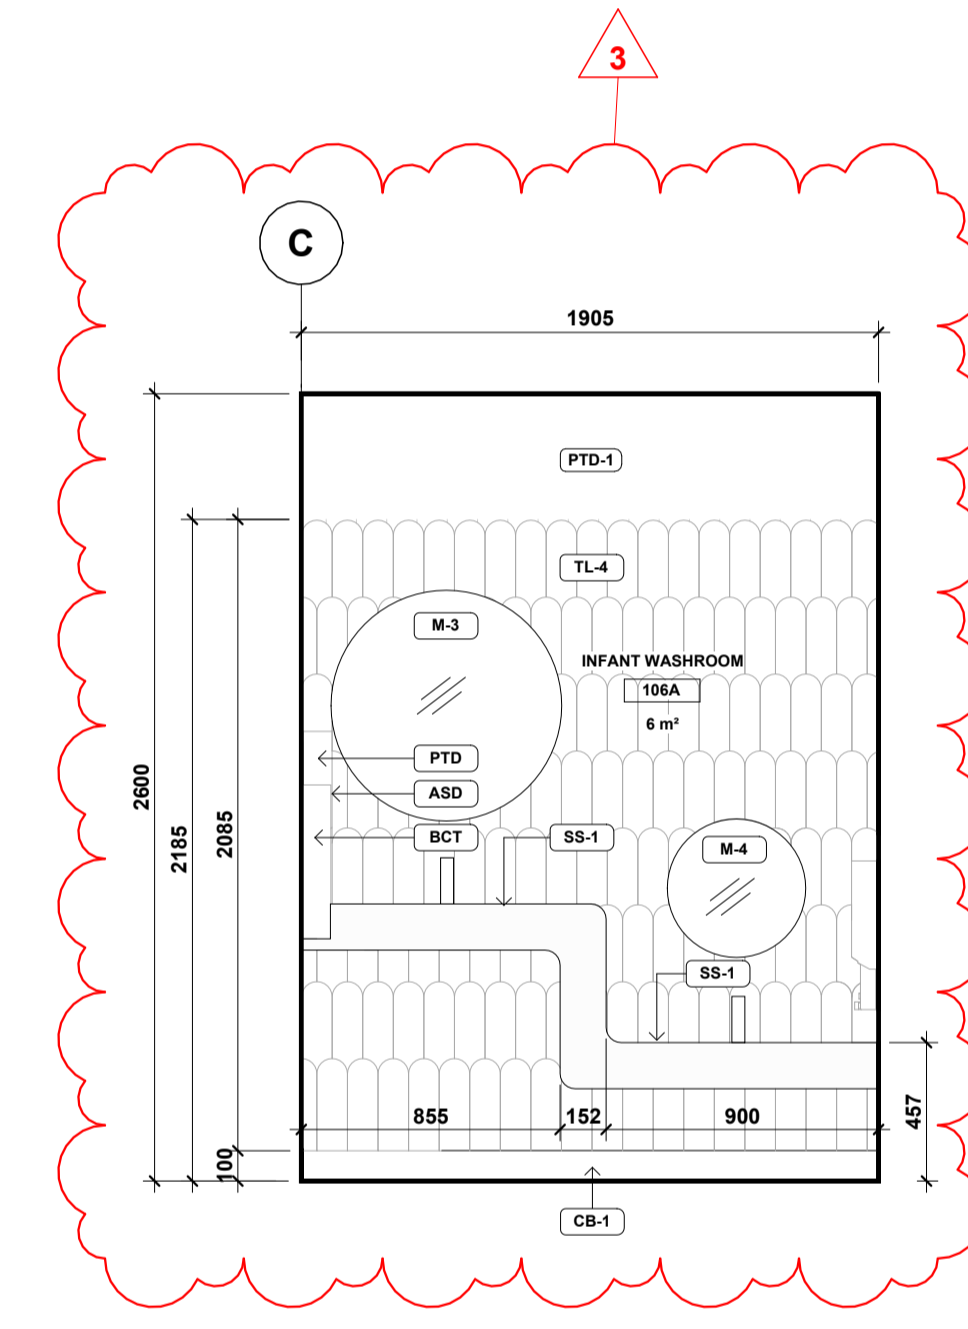 3
C
1905
PTD-1
TL-4
M-3
INFANT WASHROOM
106A
6 m²
PTD
ASD
BCT
SS-1
M-4
SS-1
2600
2185
2085
100
855
152
900
457
CB-1